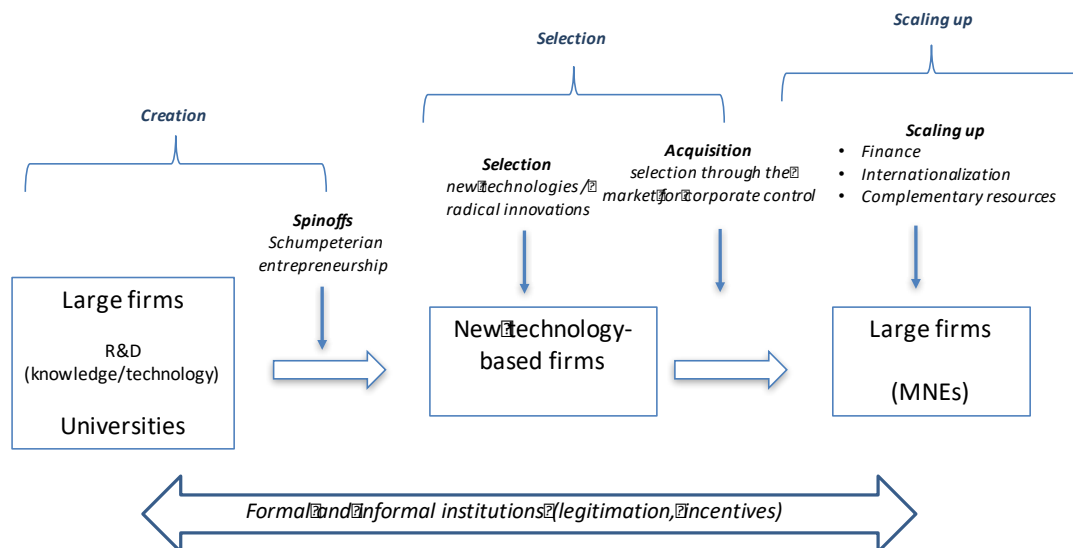 Scaling up
Selection
Creation
Spinoffs
Schumpeterian
entrepreneurship
Selection
new technologies /
radical innovations
Acquisition
selection through the
market for corporate control
Scaling up
• Finance
• Internationalization
• Complementary resources
Large firms
R&D
(knowledge/technology)
Universities
New technology-
based firms
Large firms
(MNEs)
Formal and informal institutions (legitimation, incentives)